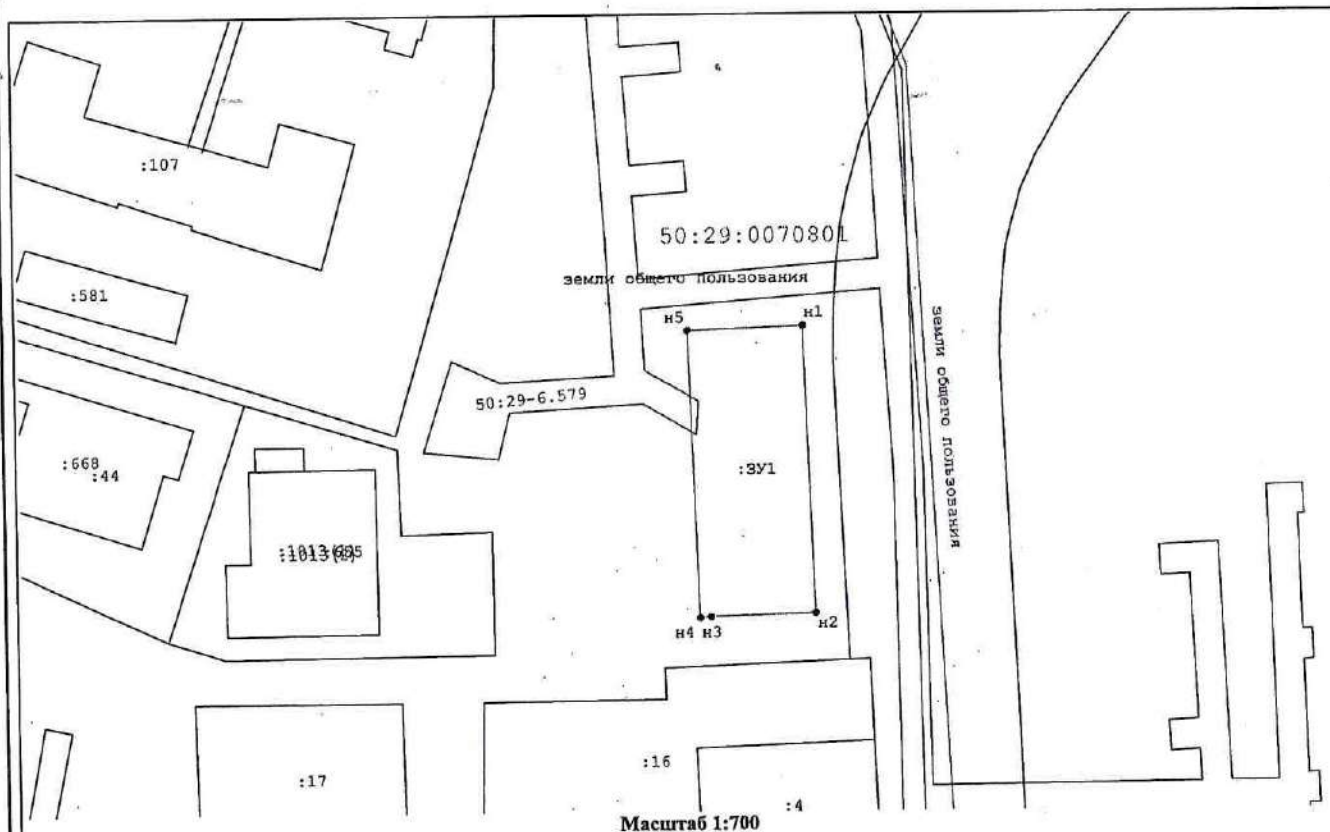 :107
50:29:0070801
земли общего пользования
:581
н5
н1
земли общего пользования
50:29-6.579
:668
:44
:ЗУ1
н4
н3
н2
:16
:17
:4
Масштаб 1:700